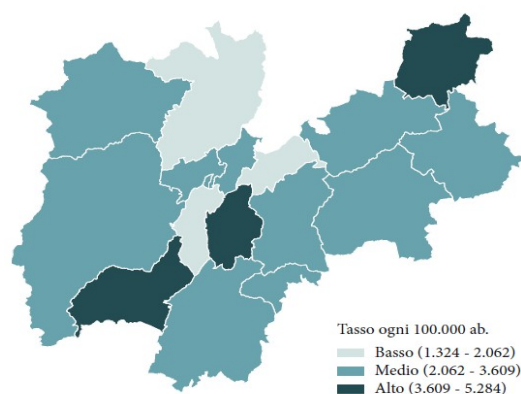 Tasso ogni 100.000 ab.
Basso (1.324 - 2.062)
Medio (2.062 - 3.609)
Alto (3.609 - 5.284)